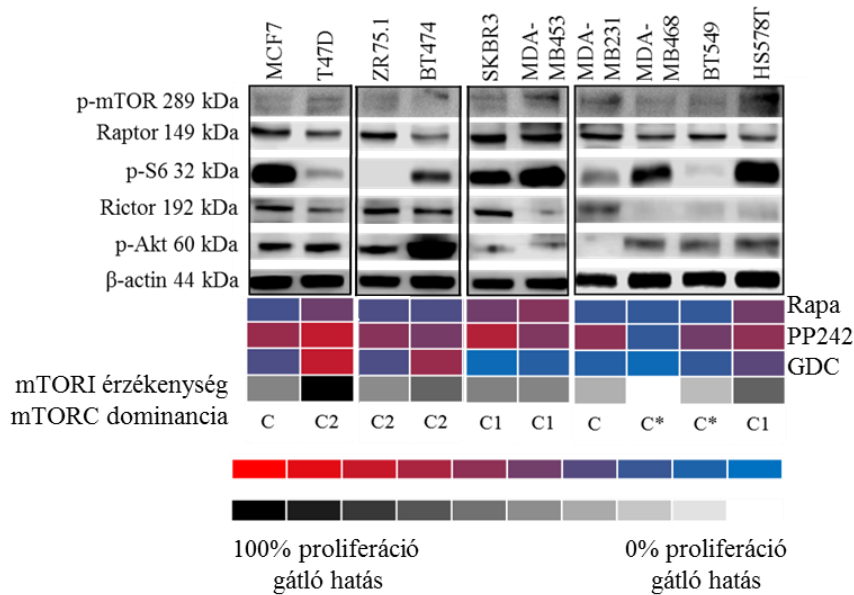 MCF7
T47D
ZR75.1
BT474
SKBR3
MDA-
MB453
MDA-
MB231
MDA-
MB468
BT549
HS578T
p-mTOR 289 kDa
Raptor 149 kDa
p-S6 32 kDa
Rictor 192 kDa
p-Akt 60 kDa
β-actin 44 kDa
Rapa
PP242
GDC
mTORI érzékenység
mTORC dominancia
C C2 C2 C2 C1 C1 C C* C* C1
100% proliferáció
gátló hatás
0% proliferáció
gátló hatás